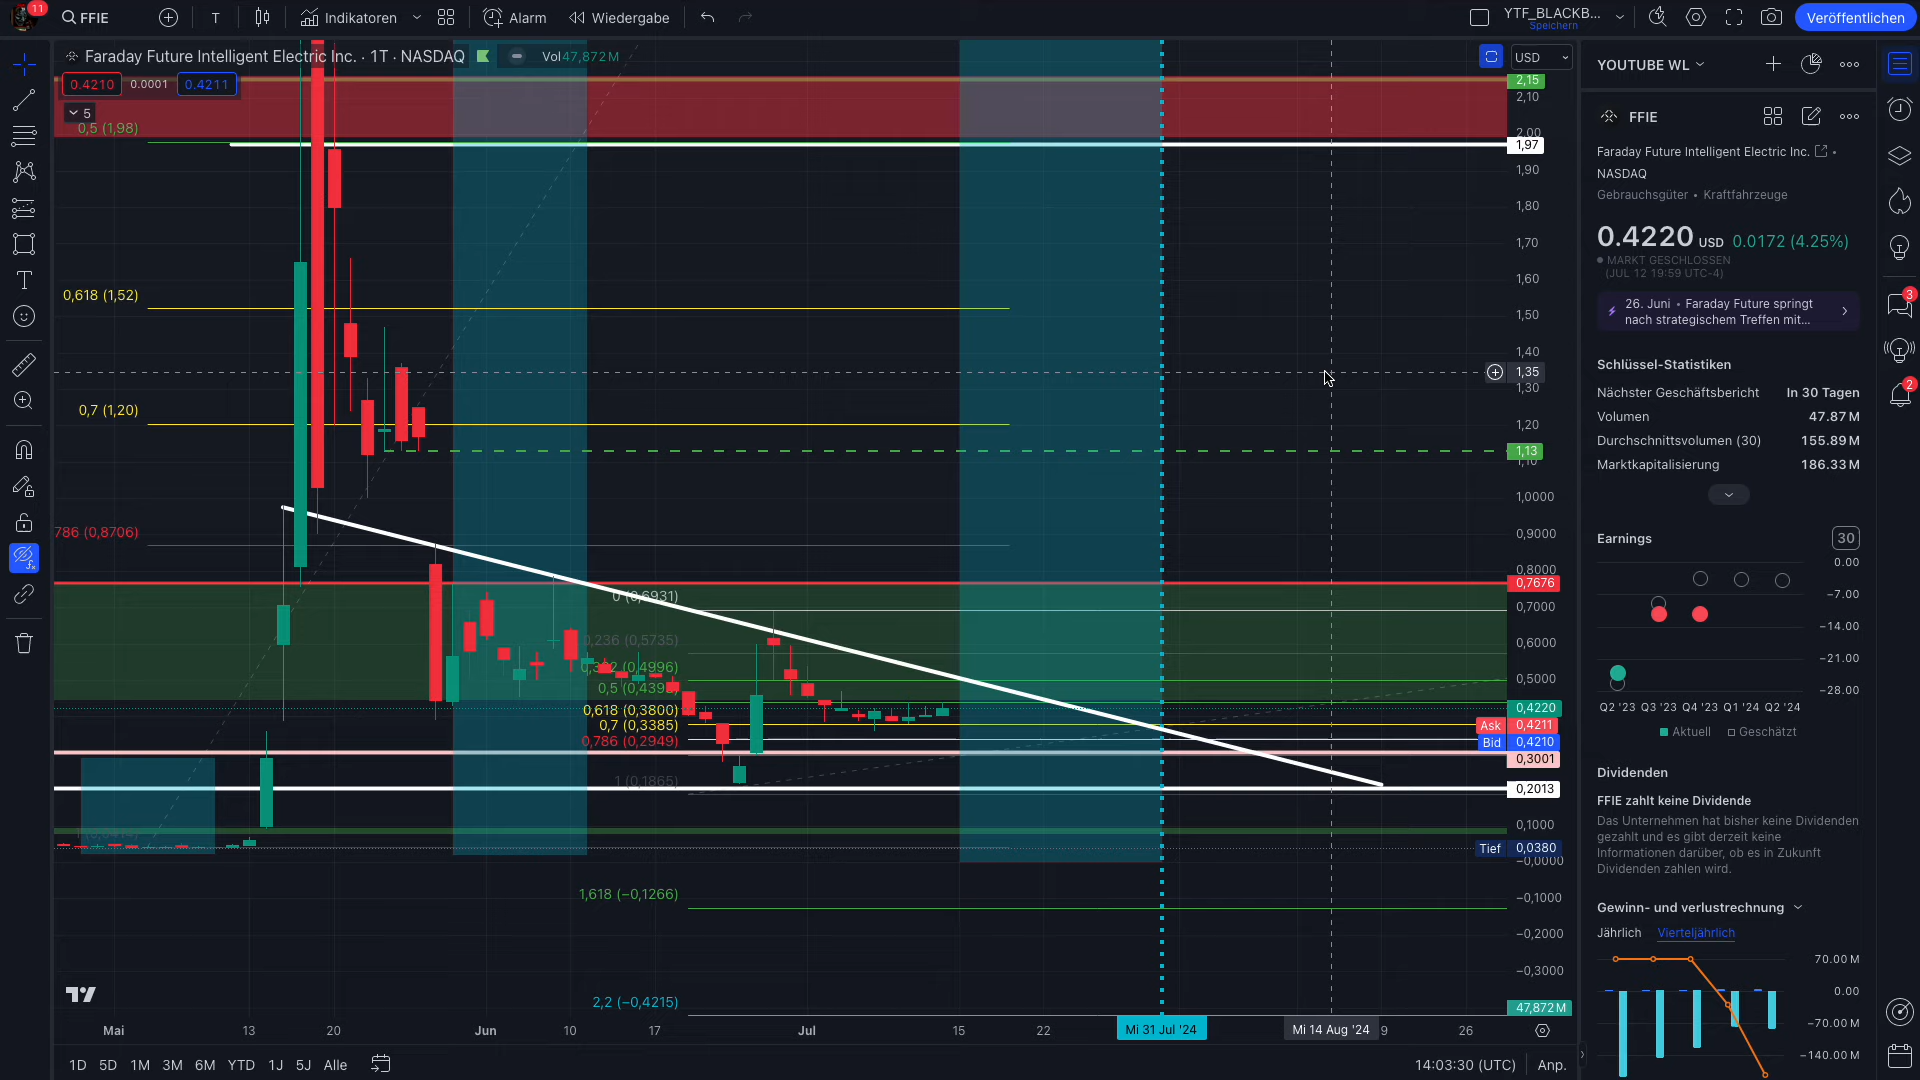 11
FFIE
T
Indikatoren
Alarm
Wiedergabe
YTF_BLACKB...
Speichern
Veröffentlichen
Faraday Future Intelligent Electric Inc. · 1T · NASDAQ
Vol 47,872 M
USD
0.4210
0.0001
0.4211
5
0,5 (1,98)
0,618 (1,52)
0,7 (1,20)
786 (0,8706)
0 (0,6931)
0,236 (0,5735)
0,382 (0,4996)
0,5 (0,4398)
0,618 (0,3800)
0,7 (0,3385)
0,786 (0,2949)
1 (0,1865)
1,618 (−0,1266)
2,2 (−0,4215)
2,15
2,10
2,00
1,97
1,90
1,80
1,70
1,60
1,50
1,40
1,35
1,30
1,20
1,13
1,10
1,0000
0,9000
0,8000
0,7676
0,7000
0,6000
0,5000
0,4220
Ask 0,4211
Bid 0,4210
0,3001
0,2013
0,1000
Tief 0,0380
−0,0000
−0,1000
−0,2000
−0,3000
47,872 M
Mai
13
20
Jun
10
17
Jul
15
22
Mi 31 Jul '24
Mi 14 Aug '24
9
26
1D
5D
1M
3M
6M
YTD
1J
5J
Alle
14:03:30 (UTC)
Anp.
YOUTUBE WL
FFIE
Faraday Future Intelligent Electric Inc.
NASDAQ
Gebrauchsgüter • Kraftfahrzeuge
0.4220 USD 0.0172 (4.25%)
MARKT GESCHLOSSEN
(JUL 12 19:59 UTC-4)
26. Juni • Faraday Future springt
nach strategischem Treffen mit...
Schlüssel-Statistiken
Nächster Geschäftsbericht In 30 Tagen
Volumen 47.87 M
Durchschnittsvolumen (30) 155.89 M
Marktkapitalisierung 186.33 M
Earnings
30
0.00
−7.00
−14.00
−21.00
−28.00
Q2 '23 Q3 '23 Q4 '23 Q1 '24 Q2 '24
Aktuell Geschätzt
Dividenden
FFIE zahlt keine Dividende
Das Unternehmen hat bisher keine Dividenden
gezahlt und es gibt derzeit keine
Informationen darüber, ob es in Zukunft
Dividenden zahlen wird.
Gewinn- und verlustrechnung
Jährlich Vierteljährlich
70.00 M
0.00
−70.00 M
−140.00 M
3
2